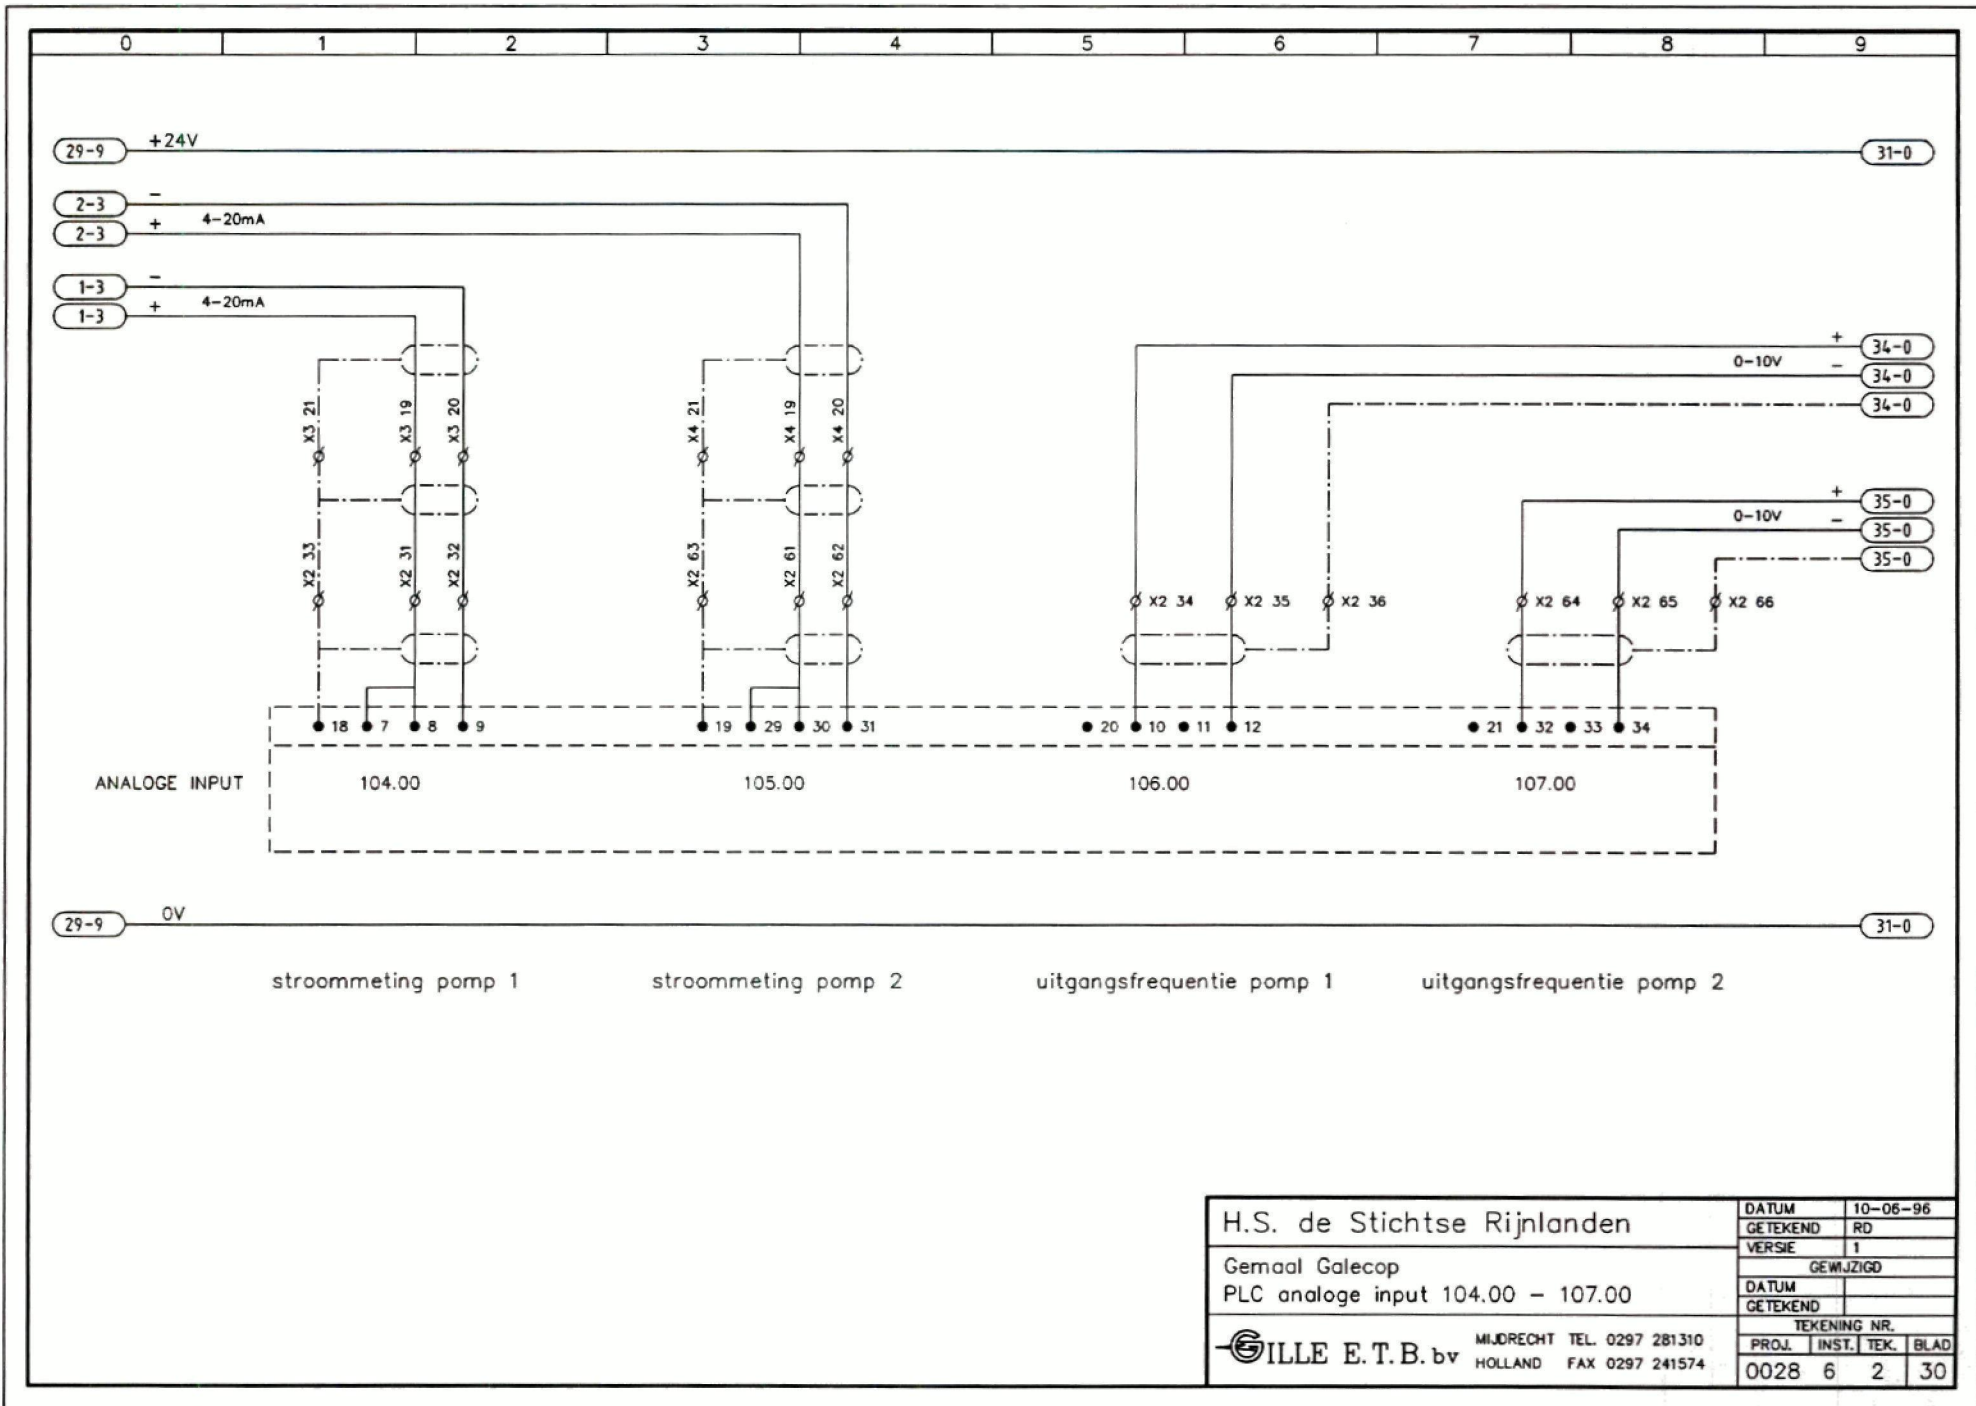 0 1 2 3 4 5 6 7 8 9
29-9 +24V 31-0
2-3 -
2-3 + 4-20mA
1-3 -
1-3 + 4-20mA
+ 34-0
0-10V - 34-0
34-0
X3 21 X3 19 X3 20 X4 21 X4 19 X4 20
+ 35-0
0-10V - 35-0
35-0
X2 33 X2 31 X2 32 X2 63 X2 61 X2 62
X2 34 X2 35 X2 36 X2 64 X2 65 X2 66
18 7 8 9 19 29 30 31 20 10 11 12 21 32 33 34
ANALOGE INPUT 104.00 105.00 106.00 107.00
29-9 0V 31-0
stroommeting pomp 1 stroommeting pomp 2 uitgangsfrequentie pomp 1 uitgangsfrequentie pomp 2
H.S. de Stichtse Rijnlanden
Gemaal Galecop
PLC analoge input 104.00 - 107.00
GILLE E.T.B. bv
MIJDRECHT TEL. 0297 281310
HOLLAND FAX 0297 241574
DATUM 10-06-96
GETEKEND RD
VERSIE 1
GEWIJZIGD
DATUM
GETEKEND
TEKENING NR.
PROJ. INST. TEK. BLAD
0028 6 2 30